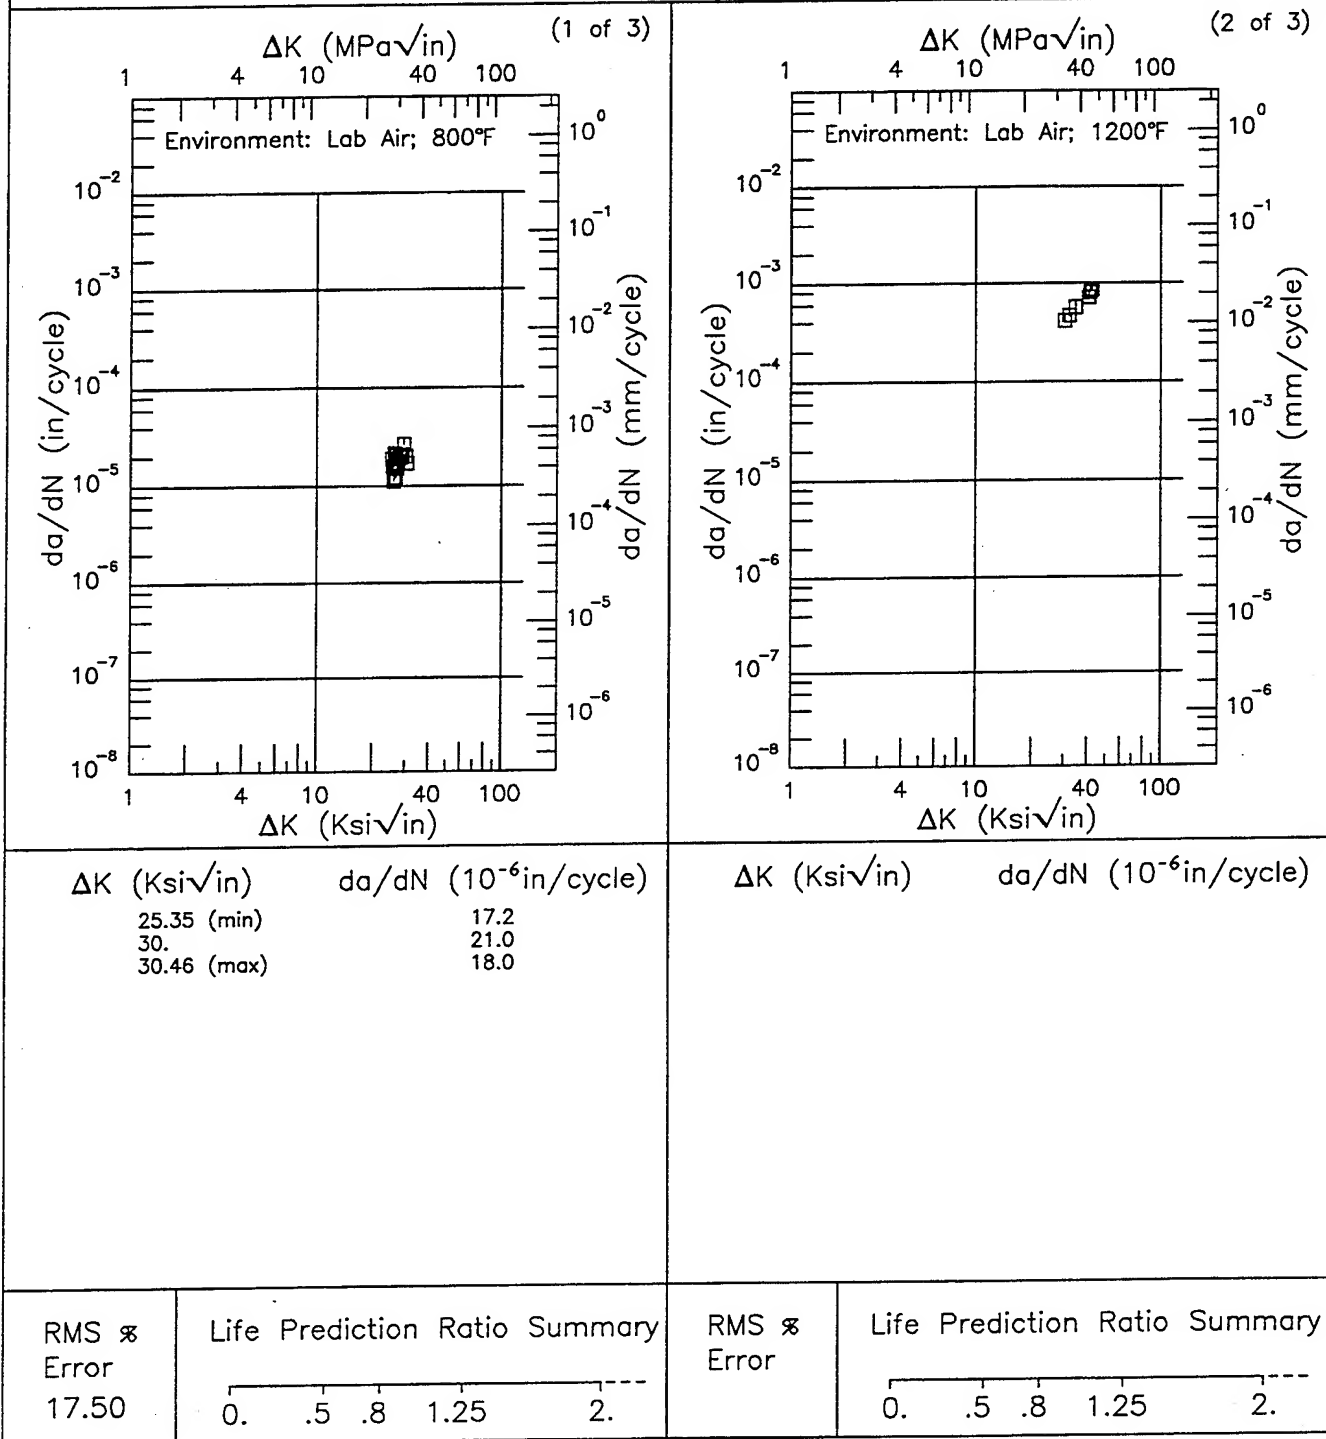 (1 of 3)
ΔK (MPa√in)
1 4 10 40 100
Environment: Lab Air; 800°F
10⁰
10⁻²
10⁻¹
10⁻³
10⁻²
10⁻⁴
10⁻³
10⁻⁵
10⁻⁴
10⁻⁶
10⁻⁵
10⁻⁷
10⁻⁶
10⁻⁸
da/dN (in/cycle)
da/dN (mm/cycle)
1 4 10 40 100
ΔK (Ksi√in)
ΔK (Ksi√in) da/dN (10⁻⁶in/cycle)
25.35 (min) 17.2
30. 21.0
30.46 (max) 18.0
RMS %
Error
17.50
Life Prediction Ratio Summary
0. .5 .8 1.25 2.
(2 of 3)
ΔK (MPa√in)
1 4 10 40 100
Environment: Lab Air; 1200°F
10⁰
10⁻²
10⁻¹
10⁻³
10⁻²
10⁻⁴
10⁻³
10⁻�5
10⁻⁴
10⁻⁶
10⁻⁵
10⁻⁷
10⁻⁶
10⁻⁸
da/dN (in/cycle)
da/dN (mm/cycle)
1 4 10 40 100
ΔK (Ksi√in)
ΔK (Ksi√in) da/dN (10⁻⁶in/cycle)
RMS %
Error
Life Prediction Ratio Summary
0. .5 .8 1.25 2.